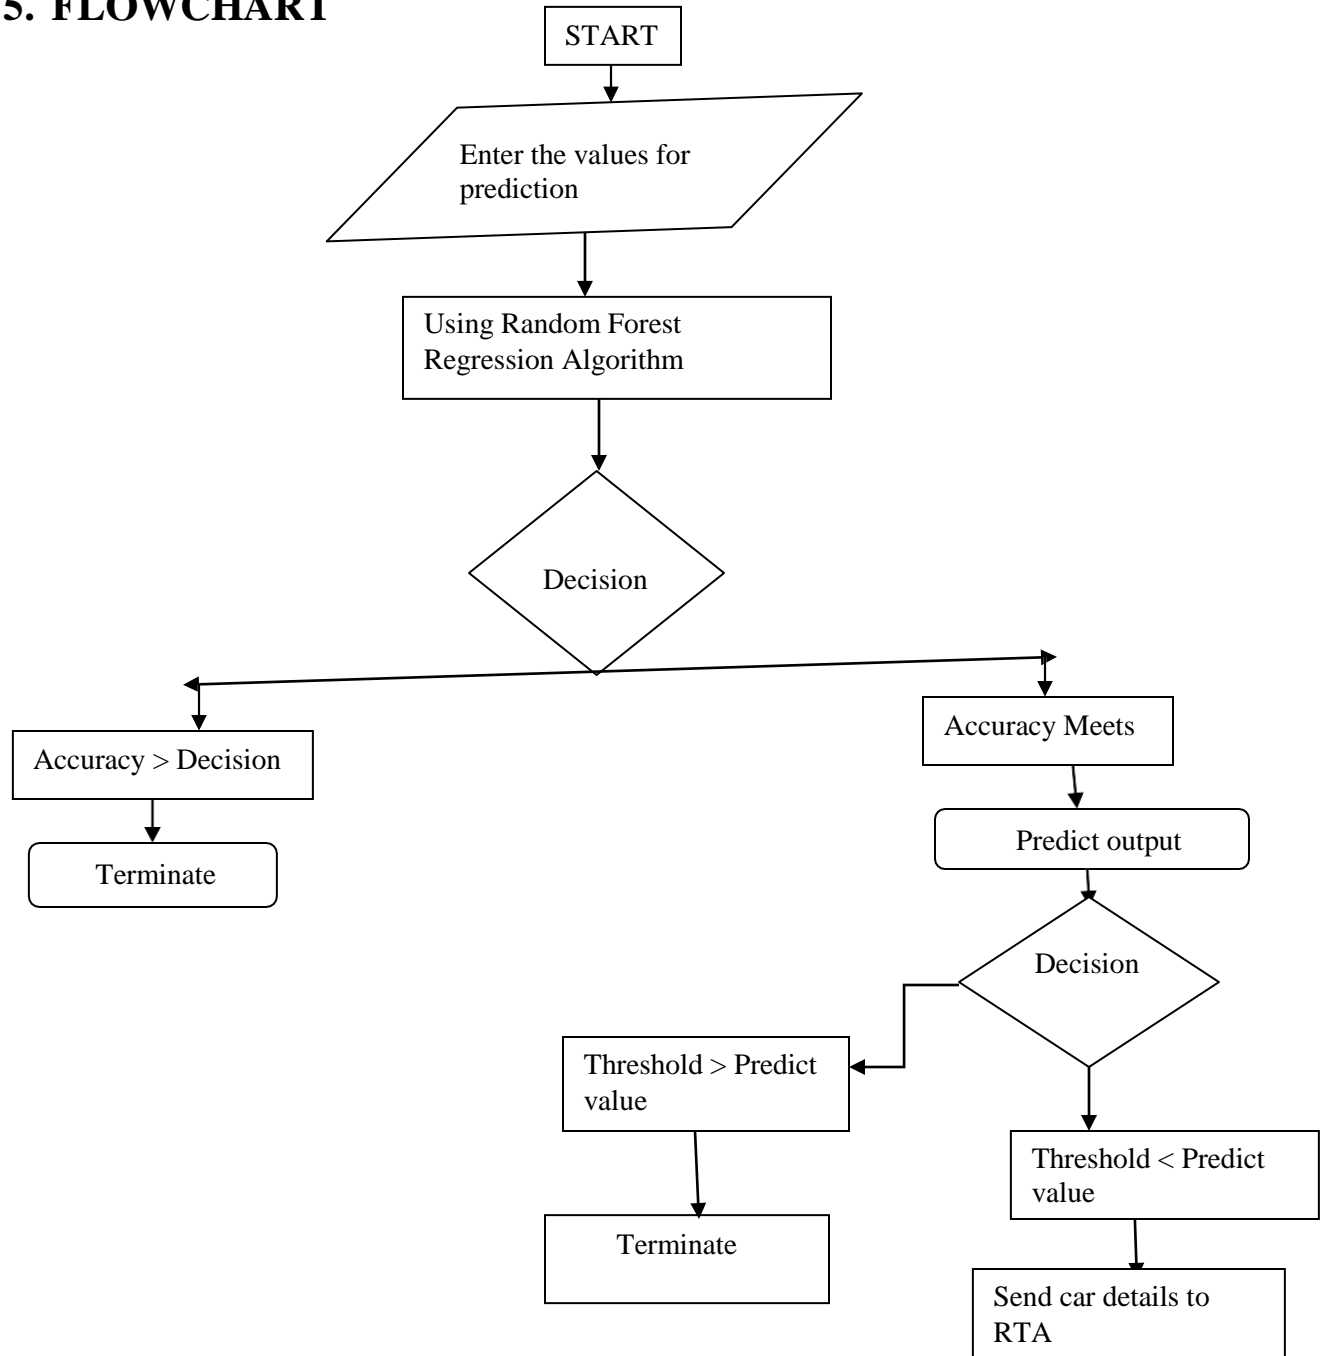 5. FLOWCHART
START
Enter the values for
prediction
Using Random Forest
Regression Algorithm
Decision
Accuracy > Decision
Terminate
Accuracy Meets
Predict output
Decision
Threshold > Predict
value
Terminate
Threshold < Predict
value
Send car details to
RTA